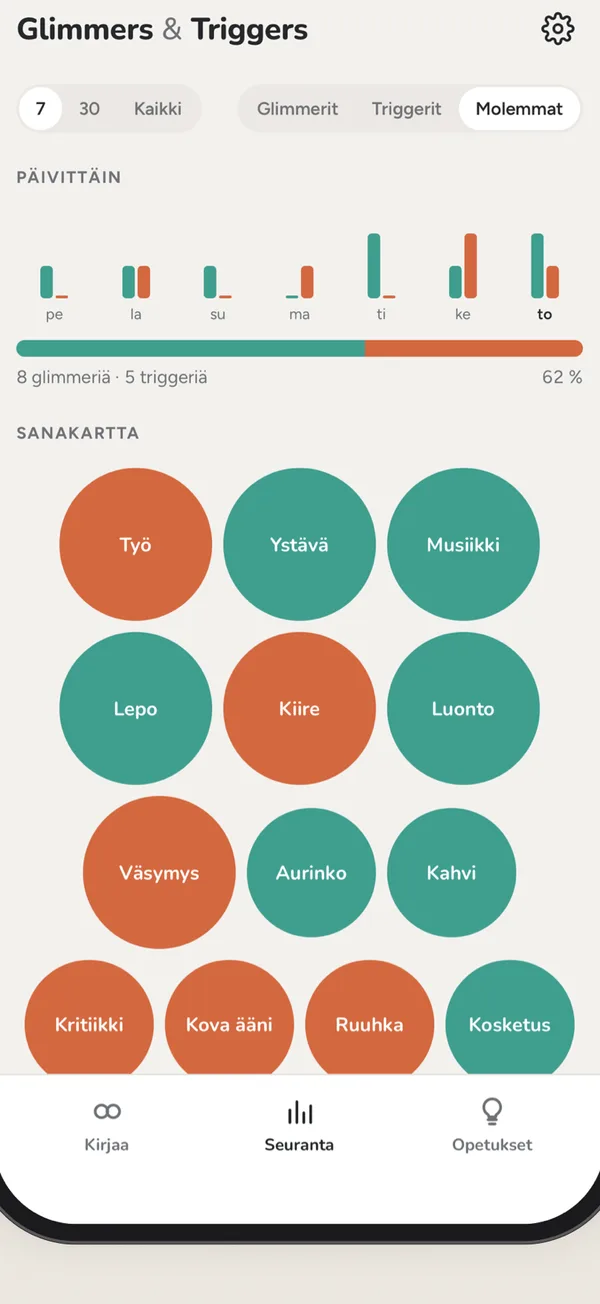 Glimmers & Triggers
7 30 Kaikki Glimmerit Triggerit Molemmat
PÄIVITTÄIN
pe la su ma ti ke to
8 glimmeriä · 5 triggeriä 62 %
SANAKARTTA
Työ Ystävä Musiikki
Lepo Kiire Luonto
Väsymys Aurinko Kahvi
Kritiikki Kova ääni Ruuhka Kosketus
Kirjaa Seuranta Opetukset